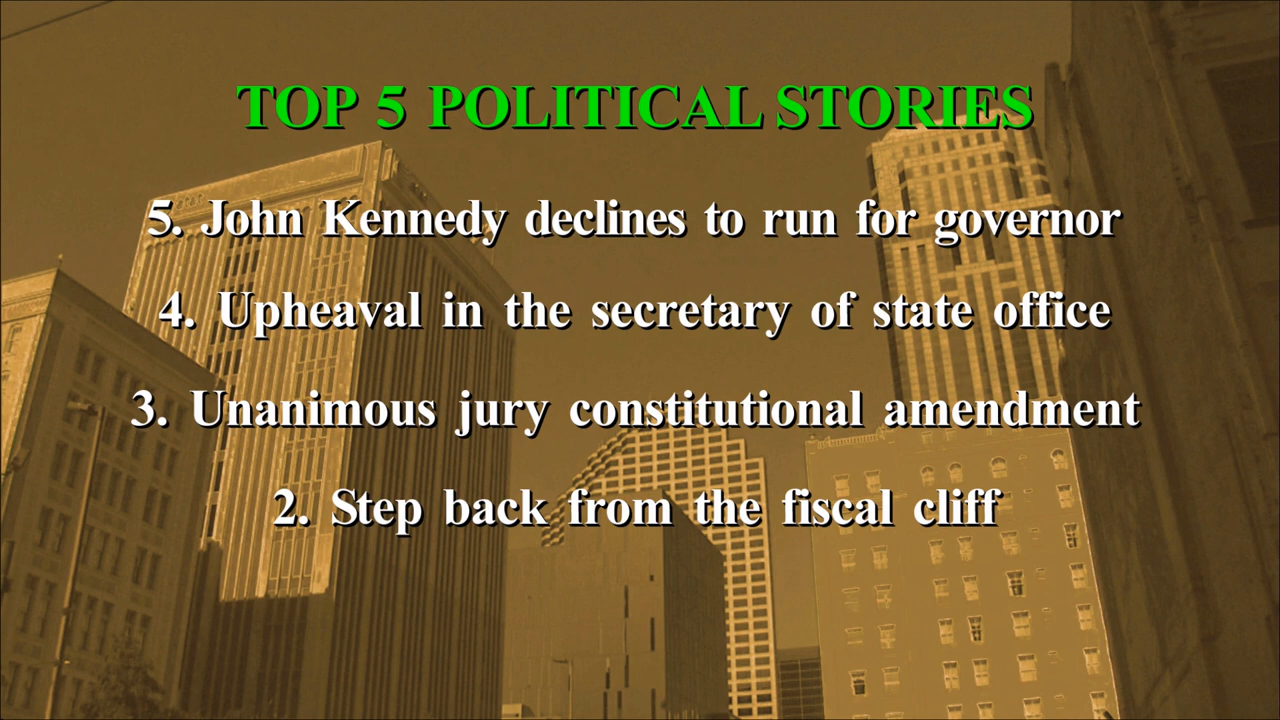 TOP 5 POLITICAL STORIES
5. John Kennedy declines to run for governor
4. Upheaval in the secretary of state office
3. Unanimous jury constitutional amendment
2. Step back from the fiscal cliff